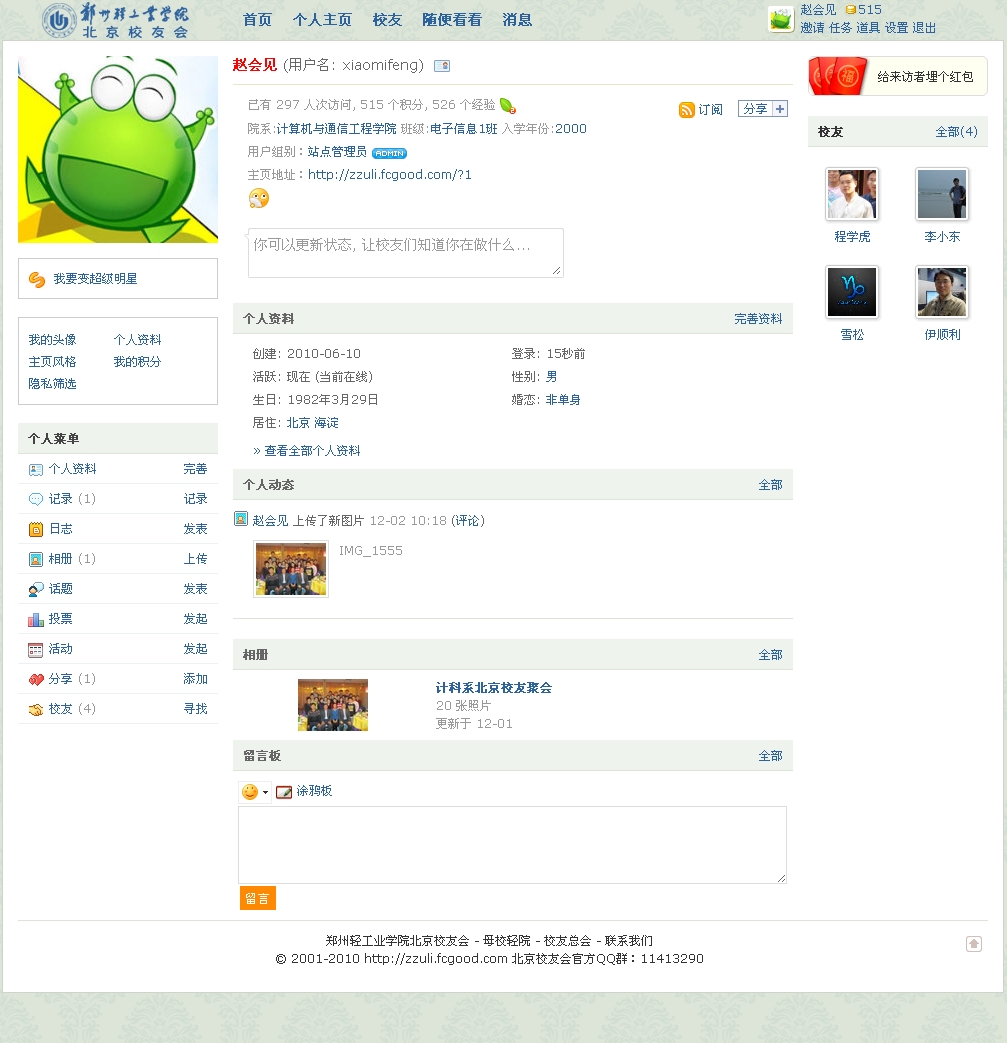 郑州轻工业学院
北京校友会
首页 个人主页 校友 随便看看 消息
赵会见 515
邀请 任务 道具 设置 退出
赵会见 (用户名: xiaomifeng)
已有 297 人次访问, 515 个积分, 526 个经验
院系:计算机与通信工程学院 班级:电子信息1班 入学年份:2000
用户组别：站点管理员 ADMIN
主页地址：http://zzuli.fcgood.com/?1
订阅 分享 +
你可以更新状态, 让校友们知道你在做什么...
我要变超级明星
我的头像 个人资料
主页风格 我的积分
隐私筛选
个人菜单
个人资料 完善
记录 (1) 记录
日志 发表
相册 (1) 上传
话题 发表
投票 发起
活动 发起
分享 (1) 添加
校友 (4) 寻找
个人资料 完善资料
创建: 2010-06-10 登录: 15秒前
活跃: 现在 (当前在线) 性别: 男
生日: 1982年3月29日 婚恋: 非单身
居住: 北京 海淀
» 查看全部个人资料
个人动态 全部
赵会见 上传了新图片 12-02 10:18 (评论)
IMG_1555
相册 全部
计科系北京校友聚会
20 张照片
更新于 12-01
留言板 全部
涂鸦板
留言
福
给来访者埋个红包
校友 全部(4)
程学虎 李小东
雪松 伊顺利
郑州轻工业学院北京校友会 - 母校轻院 - 校友总会 - 联系我们
© 2001-2010 http://zzuli.fcgood.com 北京校友会官方QQ群：11413290